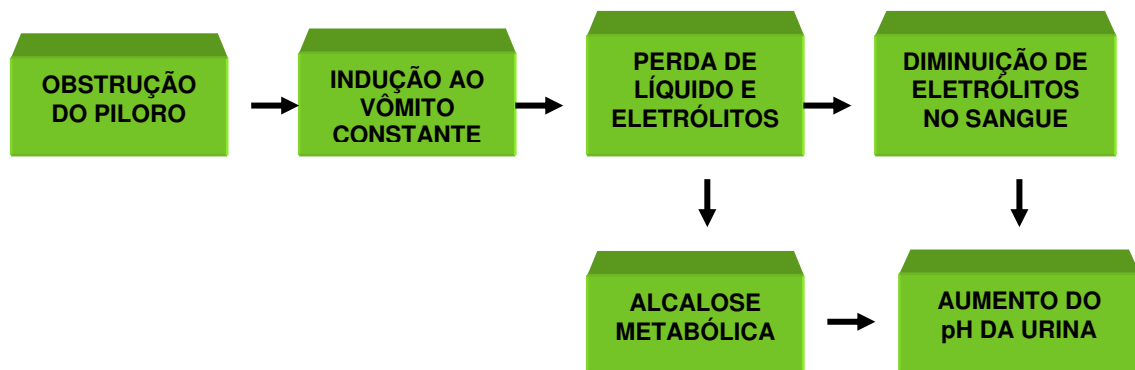 OBSTRUÇÃO
DO PILORO
INDUÇÃO AO
VÔMITO
CONSTANTE
PERDA DE
LÍQUIDO E
ELETRÓLITOS
DIMINUIÇÃO DE
ELETRÓLITOS
NO SANGUE
ALCALOSE
METABÓLICA
AUMENTO DO
pH DA URINA